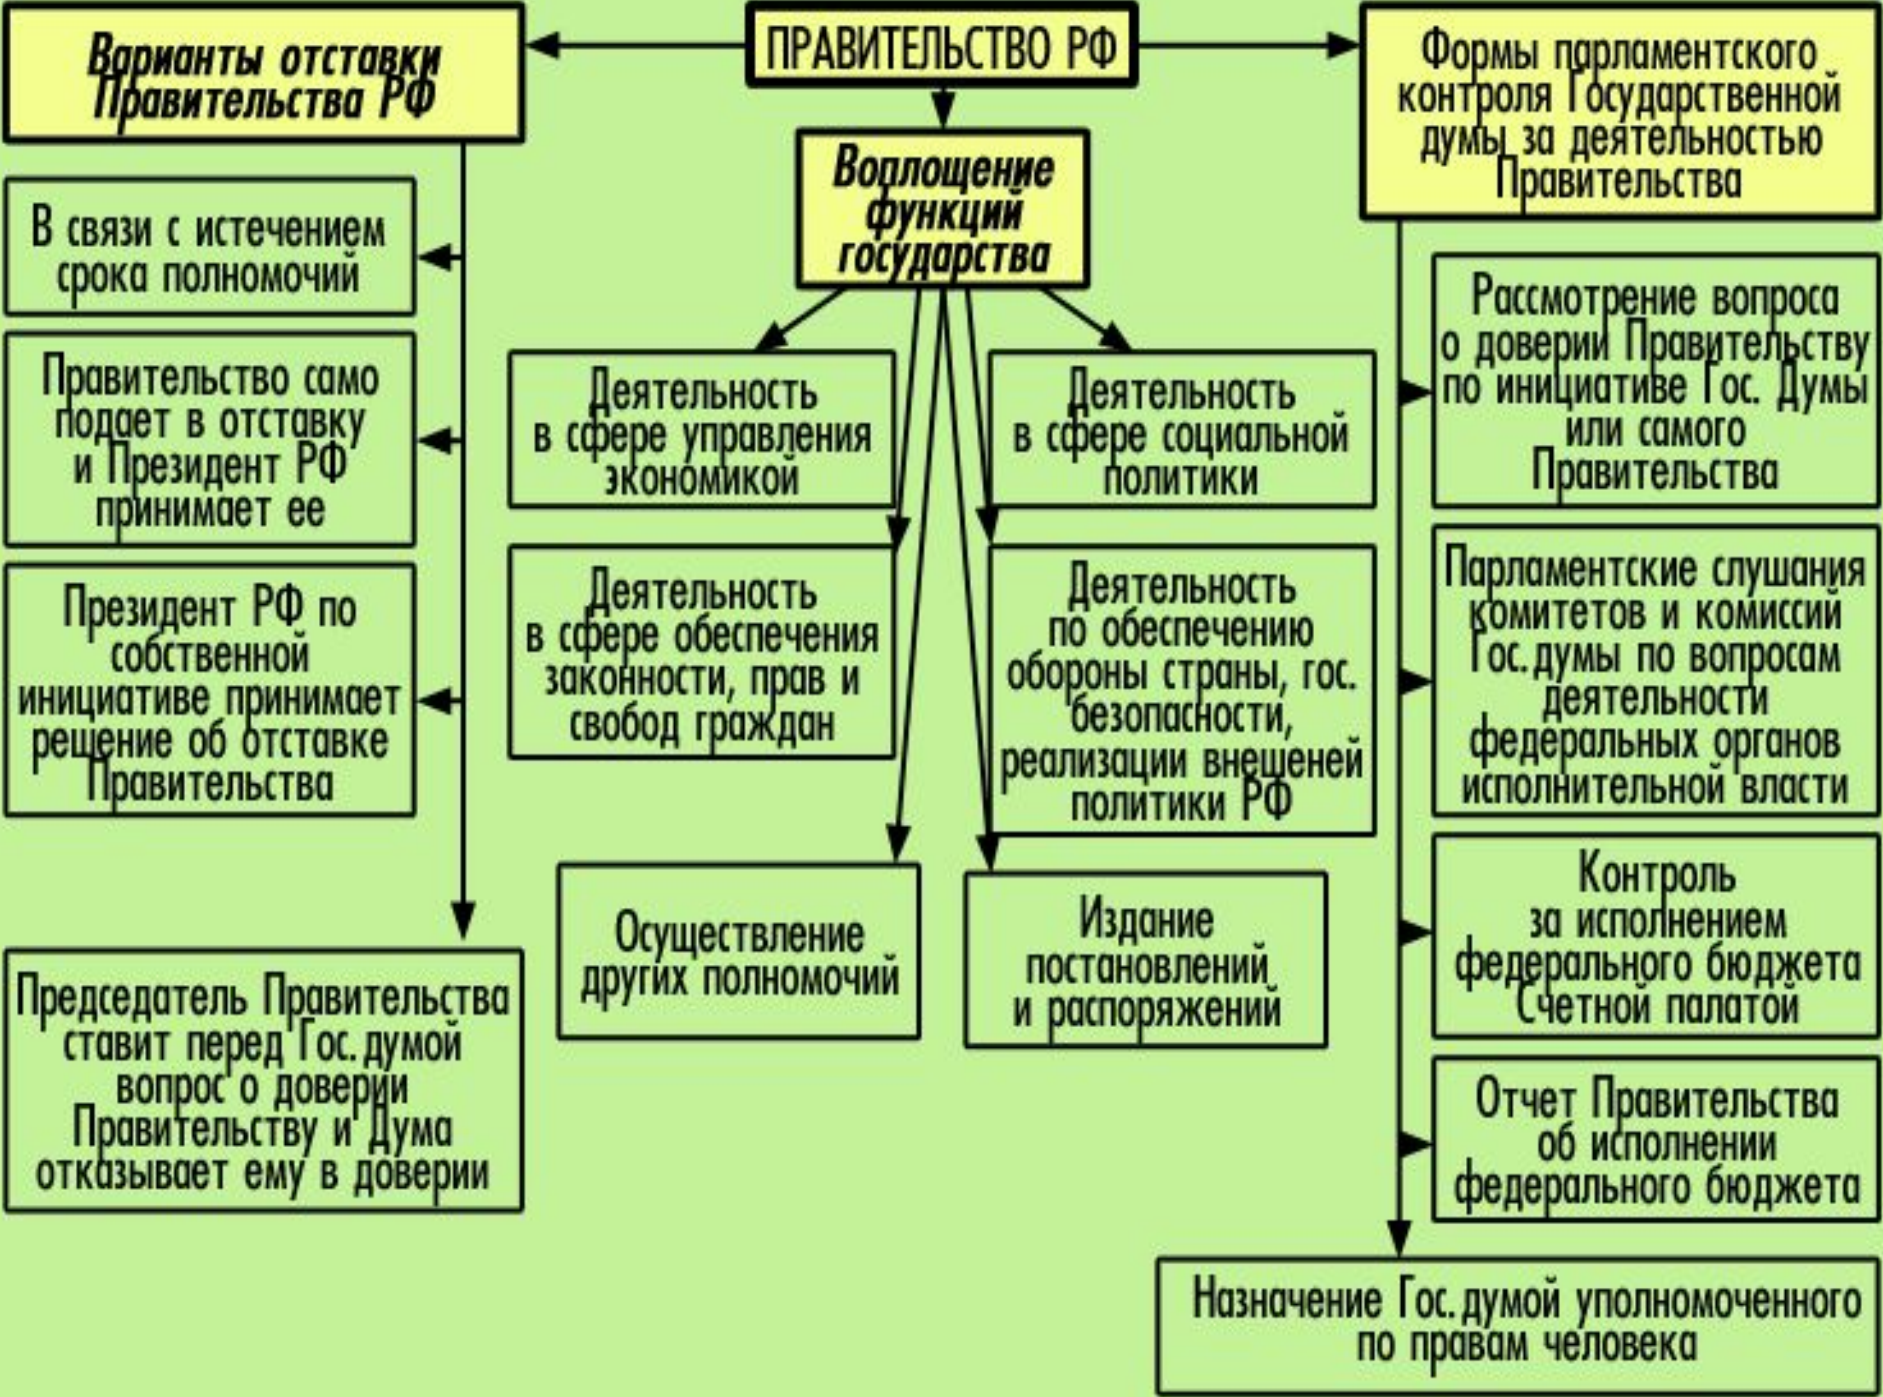 ПРАВИТЕЛЬСТВО РФ
Варианты отставки
Правительства РФ
В связи с истечением
срока полномочий
Правительство само
подает в отставку
и Президент РФ
принимает ее
Президент РФ по
собственной
инициативе принимает
решение об отставке
Правительства
Председатель Правительства
ставит перед Гос. думой
вопрос о доверии
Правительству и Дума
отказывает ему в доверии
Воплощение
функций
государства
Деятельность
в сфере управления
экономикой
Деятельность
в сфере социальной
политики
Деятельность
в сфере обеспечения
законности, прав и
свобод граждан
Деятельность
по обеспечению
обороны страны, гос.
безопасности,
реализации внешеней
политики РФ
Осуществление
других полномочий
Издание
постановлений
и распоряжений
Формы парламентского
контроля Государственной
думы за деятельностью
Правительства
Рассмотрение вопроса
о доверии Правительству
по инициативе Гос. Думы
или самого
Правительства
Парламентские слушания
комитетов и комиссий
Гос. думы по вопросам
деятельности
федеральных органов
исполнительной власти
Контроль
за исполнением
федерального бюджета
Счетной палатой
Отчет Правительства
об исполнении
федерального бюджета
Назначение Гос. думой уполномоченного
по правам человека